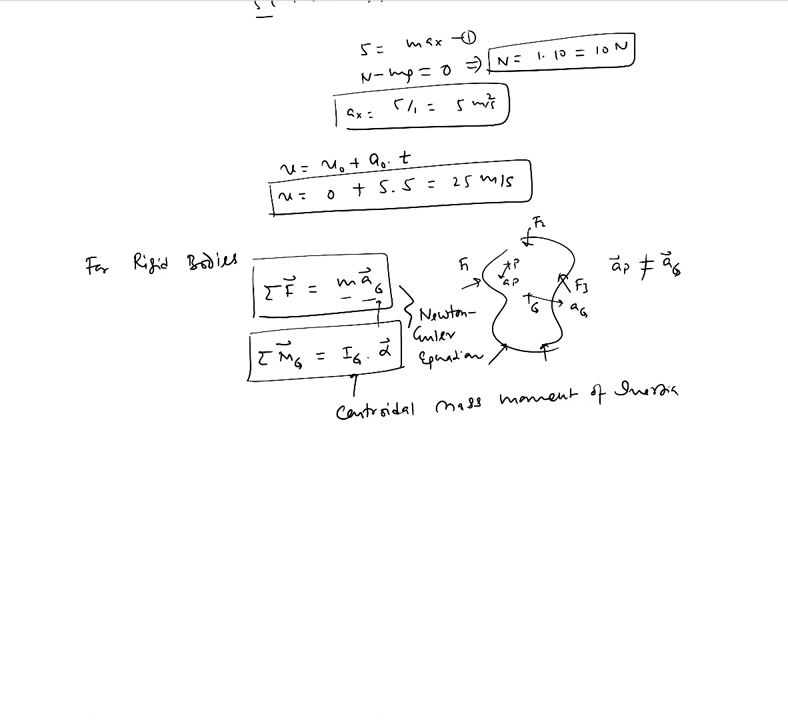 5 = max —①
N - mg = 0 ⇒ N = 1.10 = 10 N
ax = 5/1 = 5 m/s²
u = u₀ + a₀.t
u = 0 + 5.5 = 25 m/s
For Rigid Bodies
ΣF⃗ = m a⃗G
ΣM⃗G = IG . α⃗
Newton-
Euler
Equation
F1
F2
P
aP
G
F3
aG
a⃗P ≠ a⃗G
Centroidal mass moment of Inertia